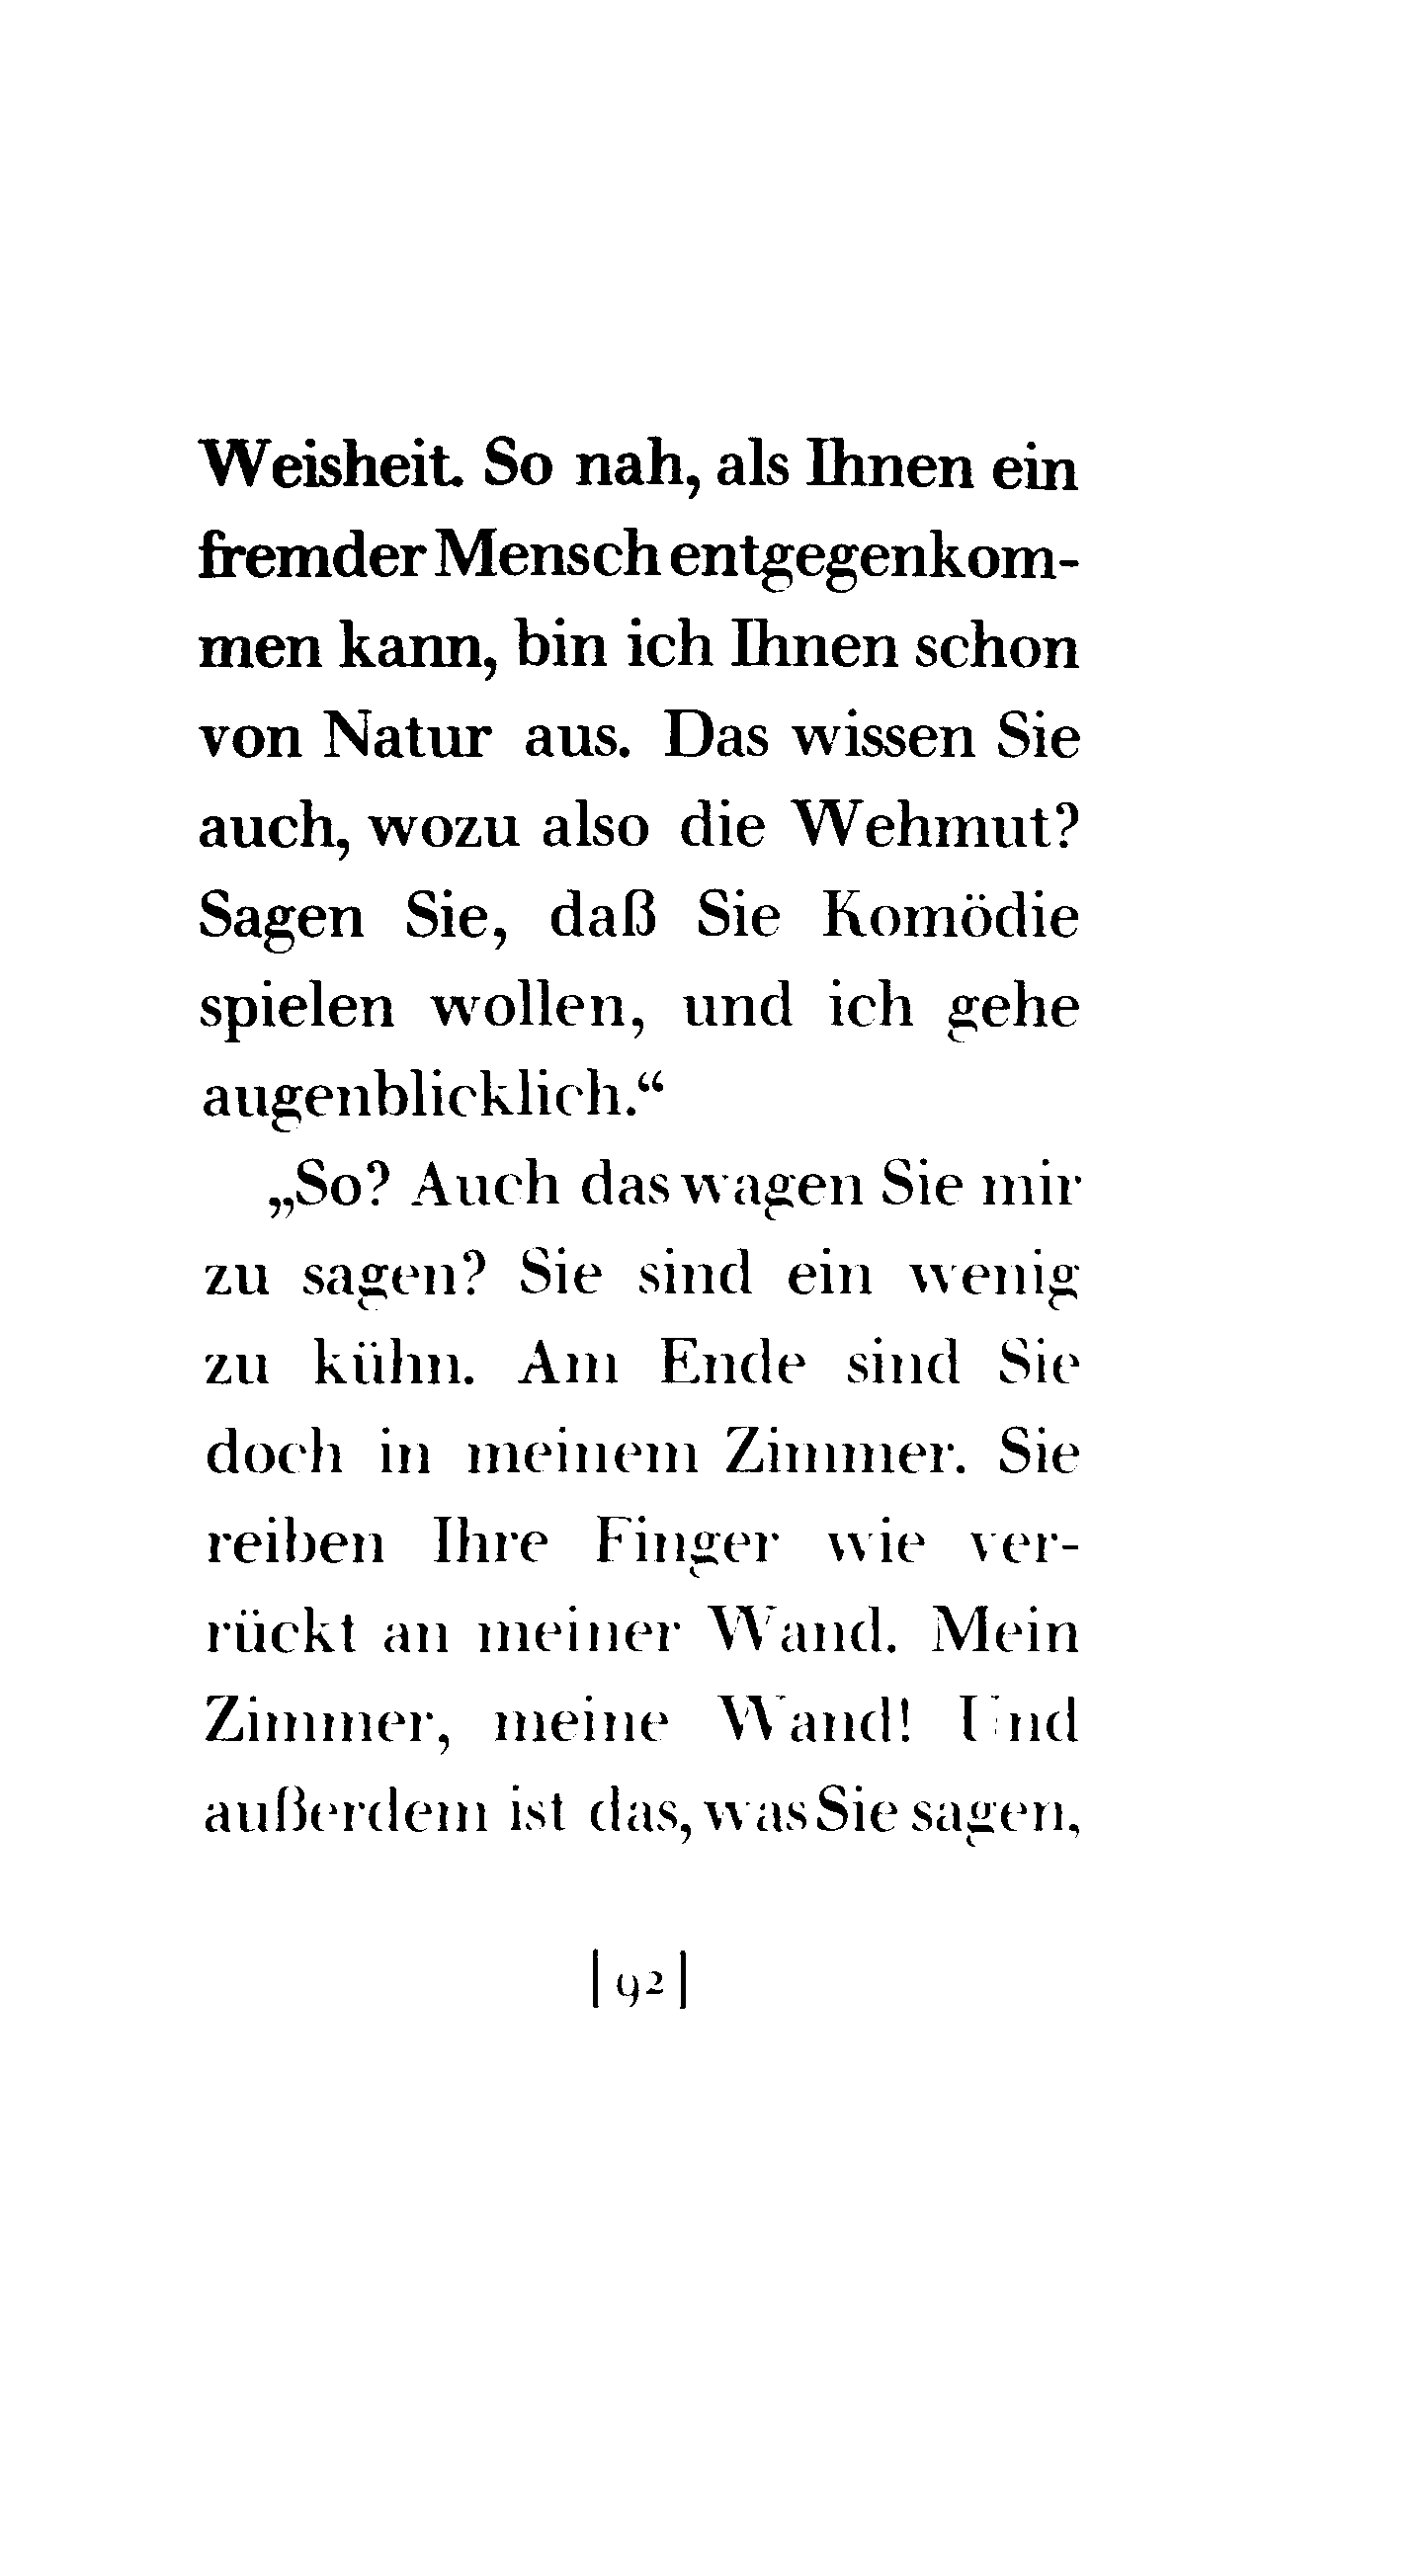 Weisheit. So nah, als Ihnen ein
fremder Mensch entgegenkom-
men kann, bin ich Ihnen schon
von Natur aus. Das wissen Sie
auch, wozu also die Wehmut?
Sagen Sie, daß Sie Komödie
spielen wollen, und ich gehe
augenblicklich.“
„So? Auch das wagen Sie mir
zu sagen? Sie sind ein wenig
zu kühn. Am Ende sind Sie
doch in meinem Zimmer. Sie
reiben Ihre Finger wie ver-
rückt an meiner Wand. Mein
Zimmer, meine Wand! Und
außerdem ist das, was Sie sagen,
|92|